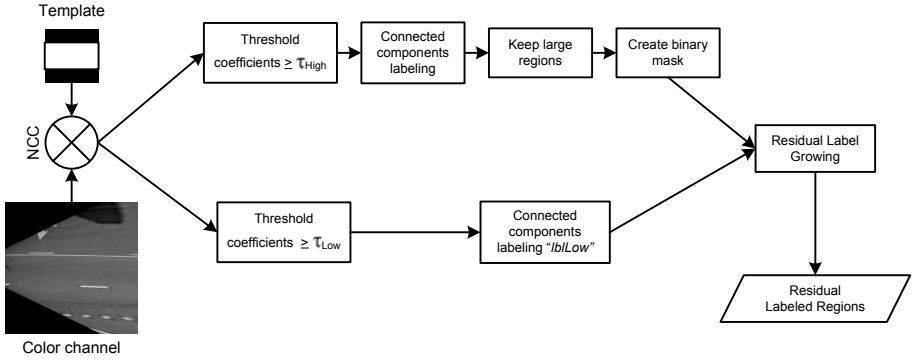 Template
NCC
Color channel
Threshold
coefficients ≥ τHigh
Connected
components
labeling
Keep large
regions
Create binary
mask
Threshold
coefficients ≥ τLow
Connected
components
labeling “lblLow”
Residual Label
Growing
Residual
Labeled Regions